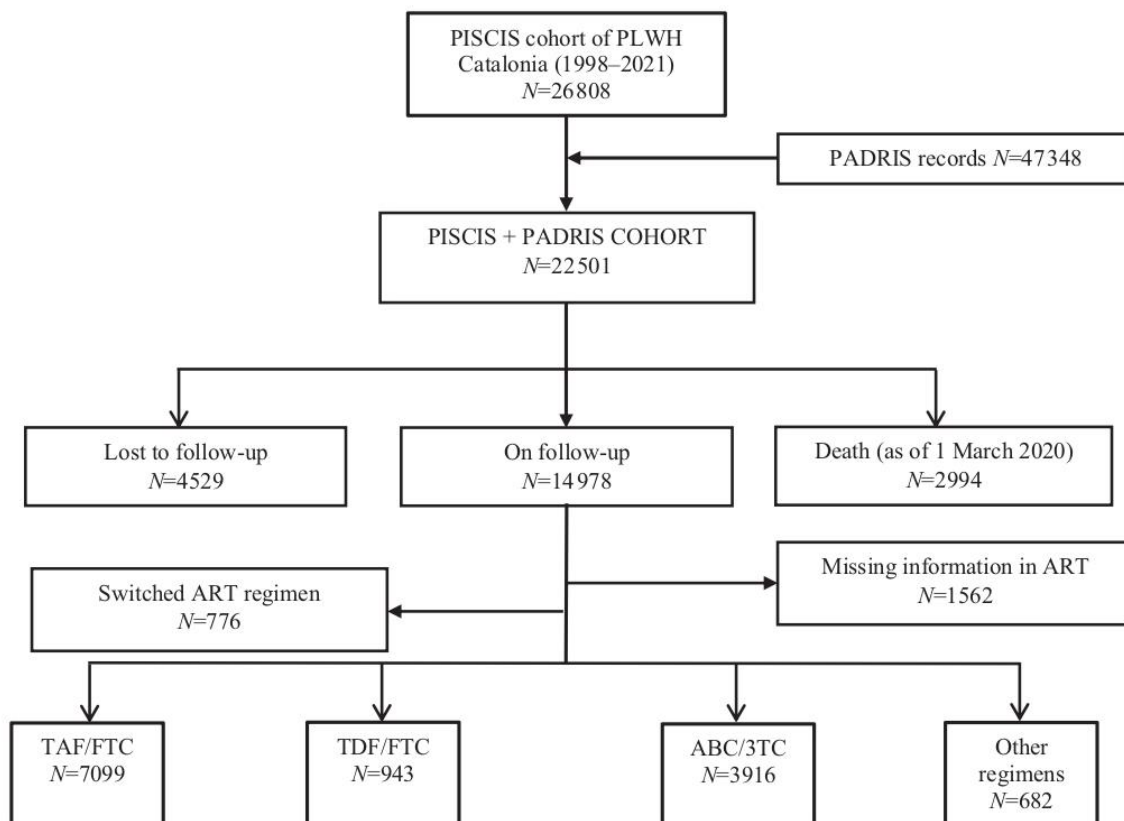 PISCIS cohort of PLWH
Catalonia (1998–2021)
N=26808
PADRIS records N=47348
PISCIS + PADRIS COHORT
N=22501
Lost to follow-up
N=4529
On follow-up
N=14978
Death (as of 1 March 2020)
N=2994
Switched ART regimen
N=776
Missing information in ART
N=1562
TAF/FTC
N=7099
TDF/FTC
N=943
ABC/3TC
N=3916
Other
regimens
N=682